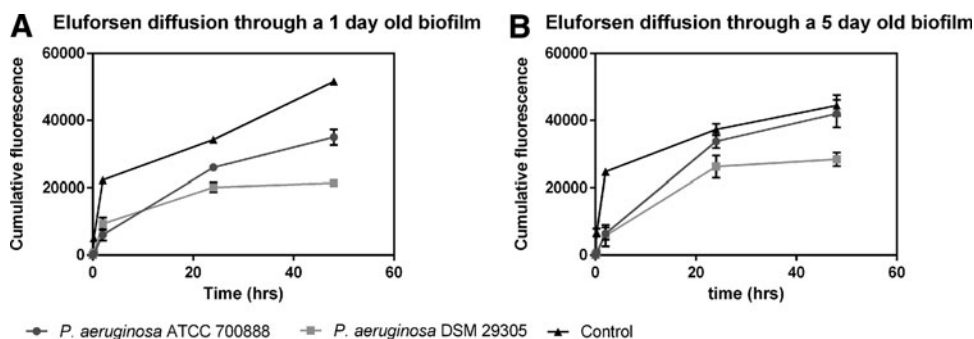 A Eluforsen diffusion through a 1 day old biofilm
60000
40000
20000
0
Cumulative fluorescence
0 20 40 60
Time (hrs)
B Eluforsen diffusion through a 5 day old biofilm
60000
40000
20000
0
Cumulative fluorescence
0 20 40 60
time (hrs)
P. aeruginosa ATCC 700888 P. aeruginosa DSM 29305 Control